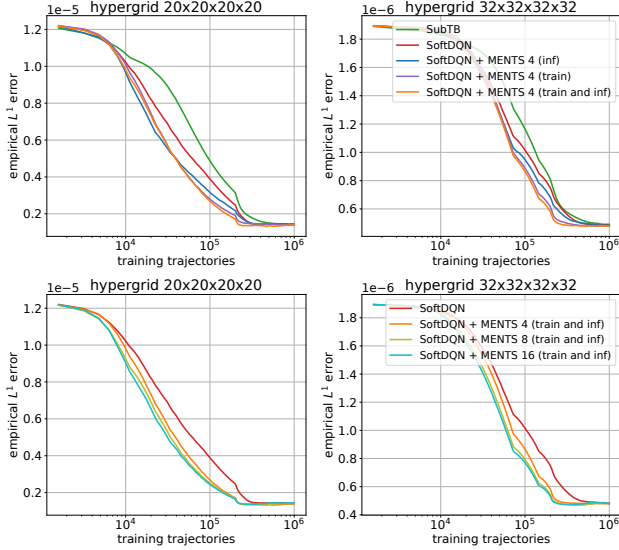 hypergrid 20x20x20x20
1e−5
empirical L¹ error
1.2
1.0
0.8
0.6
0.4
0.2
10⁴
10⁵
10⁶
training trajectories
hypergrid 32x32x32x32
1e−6
empirical L¹ error
1.8
1.6
1.4
1.2
1.0
0.8
0.6
SubTB
SoftDQN
SoftDQN + MENTS 4 (inf)
SoftDQN + MENTS 4 (train)
SoftDQN + MENTS 4 (train and inf)
10⁴
10⁵
10⁶
training trajectories
hypergrid 20x20x20x20
1e−5
empirical L¹ error
1.2
1.0
0.8
0.6
0.4
0.2
10⁴
10⁵
10⁶
training trajectories
hypergrid 32x32x32x32
1e−6
empirical L¹ error
1.8
1.6
1.4
1.2
1.0
0.8
0.6
0.4
SoftDQN
SoftDQN + MENTS 4 (train and inf)
SoftDQN + MENTS 8 (train and inf)
SoftDQN + MENTS 16 (train and inf)
10⁴
10⁵
10⁶
training trajectories